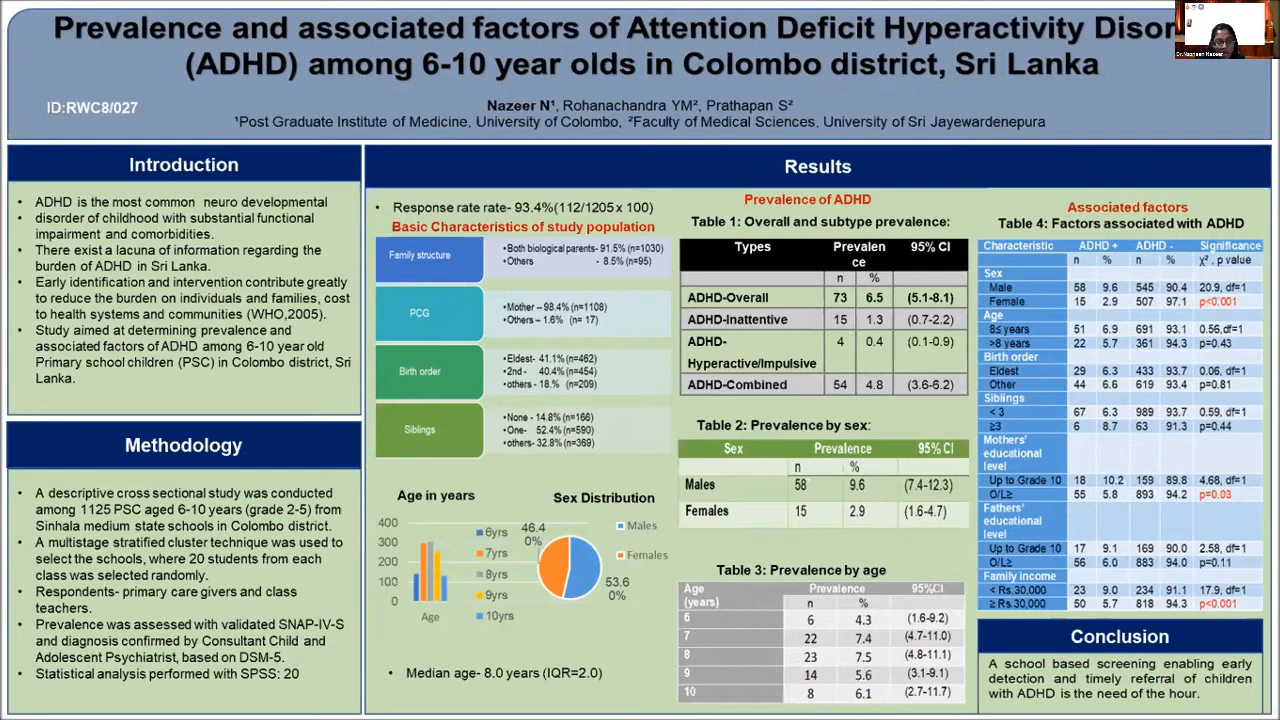 Prevalence and associated factors of Attention Deficit Hyperactivity Disor
(ADHD) among 6-10 year olds in Colombo district, Sri Lanka
Dr.Nazneen Nazeer
ID:RWC8/027
Nazeer N¹, Rohanachandra YM², Prathapan S²
¹Post Graduate Institute of Medicine, University of Colombo, ²Faculty of Medical Sciences, University of Sri Jayewardenepura
Introduction
• ADHD is the most common neuro developmental
• disorder of childhood with substantial functional
impairment and comorbidities.
• There exist a lacuna of information regarding the
burden of ADHD in Sri Lanka.
• Early identification and intervention contribute greatly
to reduce the burden on individuals and families, cost
to health systems and communities (WHO,2005).
• Study aimed at determining prevalence and
associated factors of ADHD among 6-10 year old
Primary school children (PSC) in Colombo district, Sri
Lanka.
Methodology
• A descriptive cross sectional study was conducted
among 1125 PSC aged 6-10 years (grade 2-5) from
Sinhala medium state schools in Colombo district.
• A multistage stratified cluster technique was used to
select the schools, where 20 students from each
class was selected randomly.
• Respondents- primary care givers and class
teachers.
• Prevalence was assessed with validated SNAP-IV-S
and diagnosis confirmed by Consultant Child and
Adolescent Psychiatrist, based on DSM-5.
• Statistical analysis performed with SPSS: 20
Results
• Response rate rate- 93.4%(112/1205 x 100)
Basic Characteristics of study population
Family structure
•Both biological parents- 91.5% (n=1030)
•Others - 8.5% (n=95)
PCG
•Mother – 98.4% (n=1108)
•Others – 1.6% (n= 17)
Birth order
•Eldest- 41.1% (n=462)
•2nd - 40.4% (n=454)
•others - 18.% (n=209)
Siblings
•None - 14.8% (n=166)
•One- 52.4% (n=590)
•others- 32.8% (n=369)
Age in years
400
300
200
100
0
Age
6yrs
7yrs
8yrs
9yrs
10yrs
Sex Distribution
46.4
0%
53.6
0%
Males
Females
• Median age- 8.0 years (IQR=2.0)
Prevalence of ADHD
Table 1: Overall and subtype prevalence:
Types Prevalen 95% CI
ce
n %
ADHD-Overall 73 6.5 (5.1-8.1)
ADHD-Inattentive 15 1.3 (0.7-2.2)
ADHD- 4 0.4 (0.1-0.9)
Hyperactive/Impulsive
ADHD-Combined 54 4.8 (3.6-6.2)
Table 2: Prevalence by sex:
Sex Prevalence 95% CI
n %
Males 58 9.6 (7.4-12.3)
Females 15 2.9 (1.6-4.7)
Table 3: Prevalence by age
Age Prevalence 95%CI
(years) n %
6 6 4.3 (1.6-9.2)
7 22 7.4 (4.7-11.0)
8 23 7.5 (4.8-11.1)
9 14 5.6 (3.1-9.1)
10 8 6.1 (2.7-11.7)
Associated factors
Table 4: Factors associated with ADHD
Characteristic ADHD + ADHD - Significance
n % n % χ² , p value
Sex
Male 58 9.6 545 90.4 20.9, df=1
Female 15 2.9 507 97.1 p<0.001
Age
8≤ years 51 6.9 691 93.1 0.56,df=1
>8 years 22 5.7 361 94.3 p=0.43
Birth order
Eldest 29 6.3 433 93.7 0.06, df=1
Other 44 6.6 619 93.4 p=0.81
Siblings
< 3 67 6.3 989 93.7 0.59, df=1
≥3 6 8.7 63 91.3 p=0.44
Mothers'
educational
level
Up to Grade 10 18 10.2 159 89.8 4.68, df=1
O/L≥ 55 5.8 893 94.2 p=0.03
Fathers'
educational
level
Up to Grade 10 17 9.1 169 90.0 2.58, df=1
O/L≥ 56 6.0 883 94.0 p=0.11
Family income
< Rs.30,000 23 9.0 234 91.1 17.9, df=1
≥ Rs.30,000 50 5.7 818 94.3 p<0.001
Conclusion
A school based screening enabling early
detection and timely referral of children
with ADHD is the need of the hour.